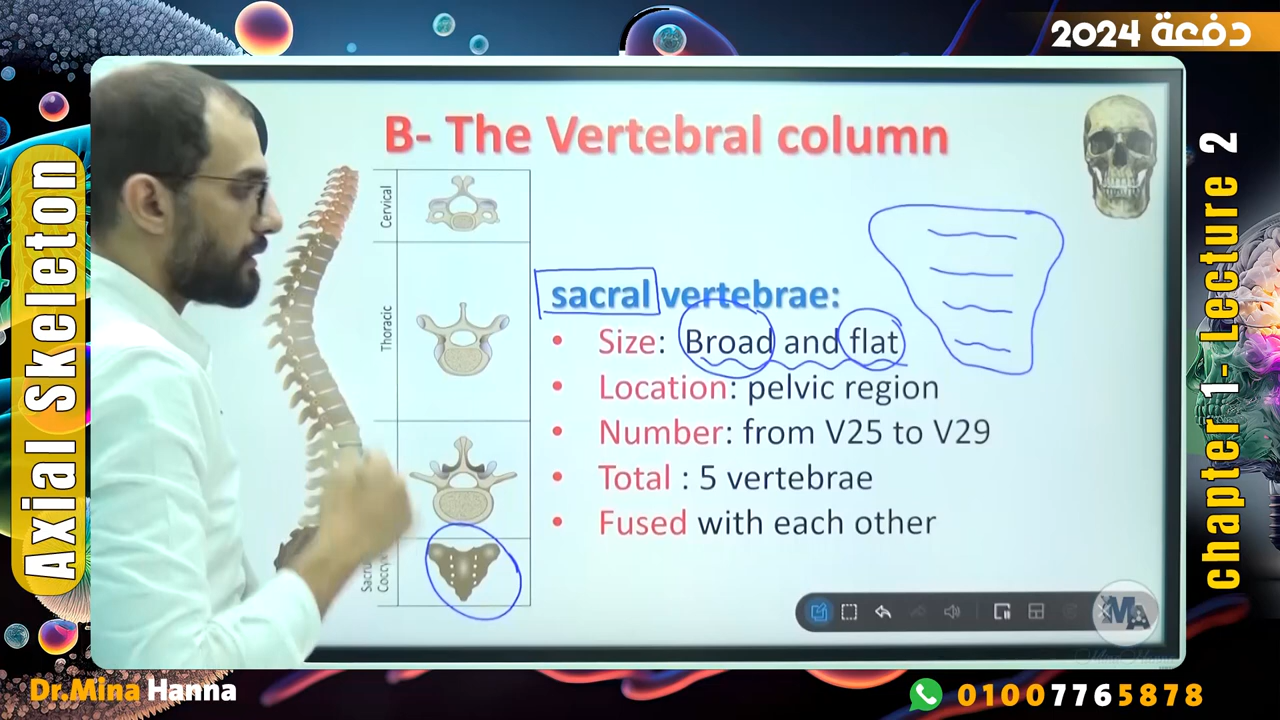 دفعة 2024
Axial Skeleton
B- The Vertebral column
Cervical
Thoracic
sacral vertebrae:
• Size: Broad and flat
• Location: pelvic region
• Number: from V25 to V29
• Total : 5 vertebrae
• Fused with each other
MA
chapter 1- Lecture 2
Dr.Mina Hanna
01007765878